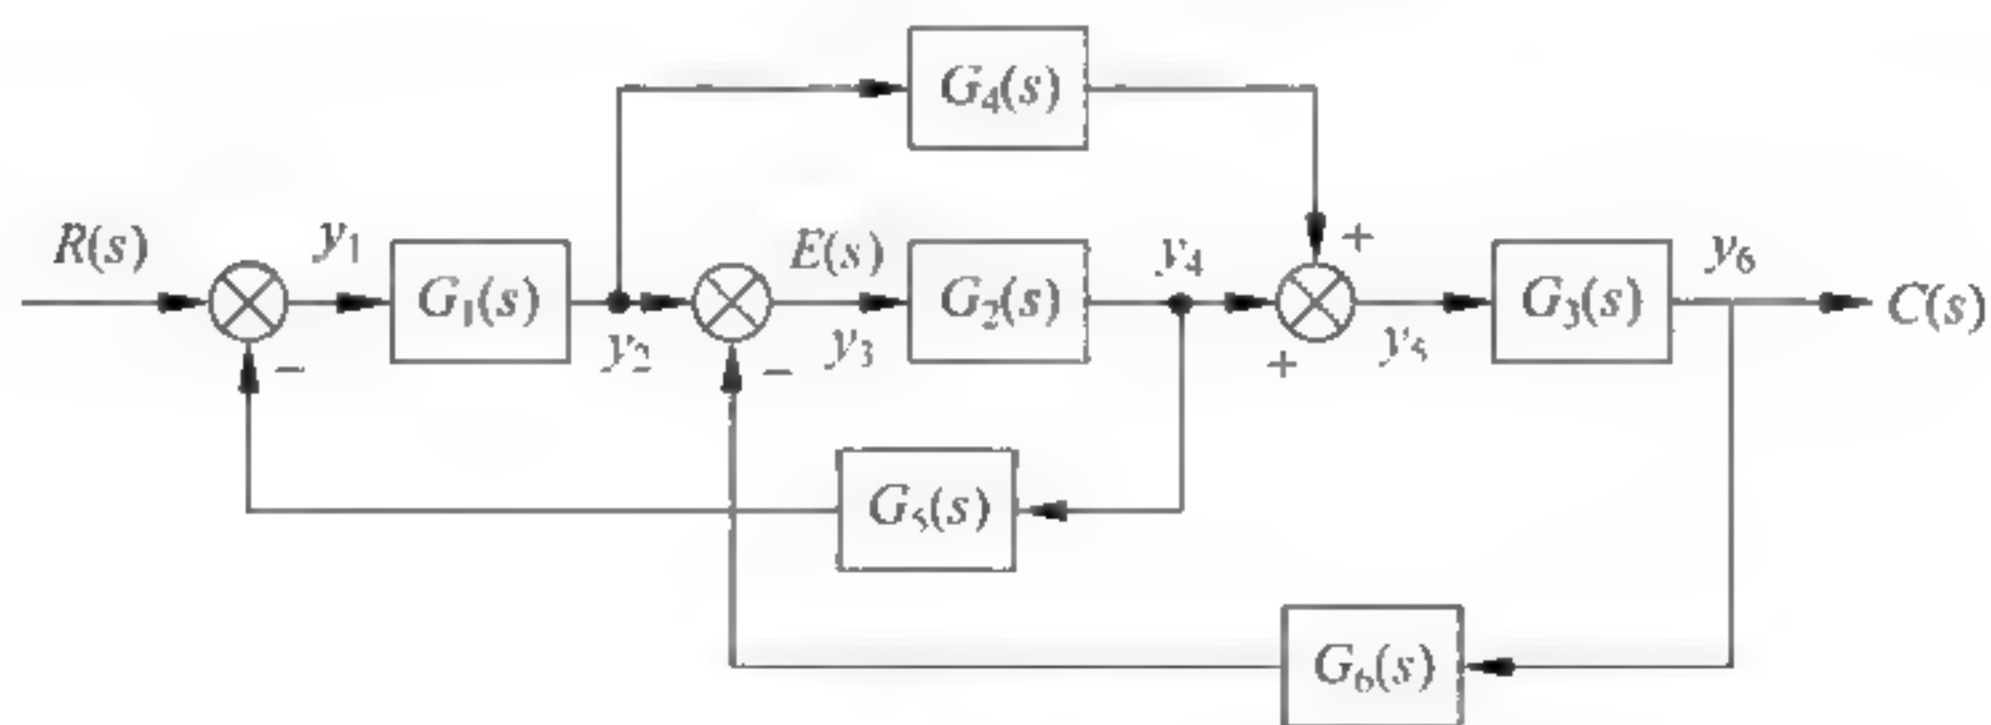 G₄(s)
+
R(s) y₁ E(s) y₄ y₆
G₁(s) G₂(s) G₃(s) C(s)
− y₂ − y₃ + y₅
G₅(s)
G₆(s)